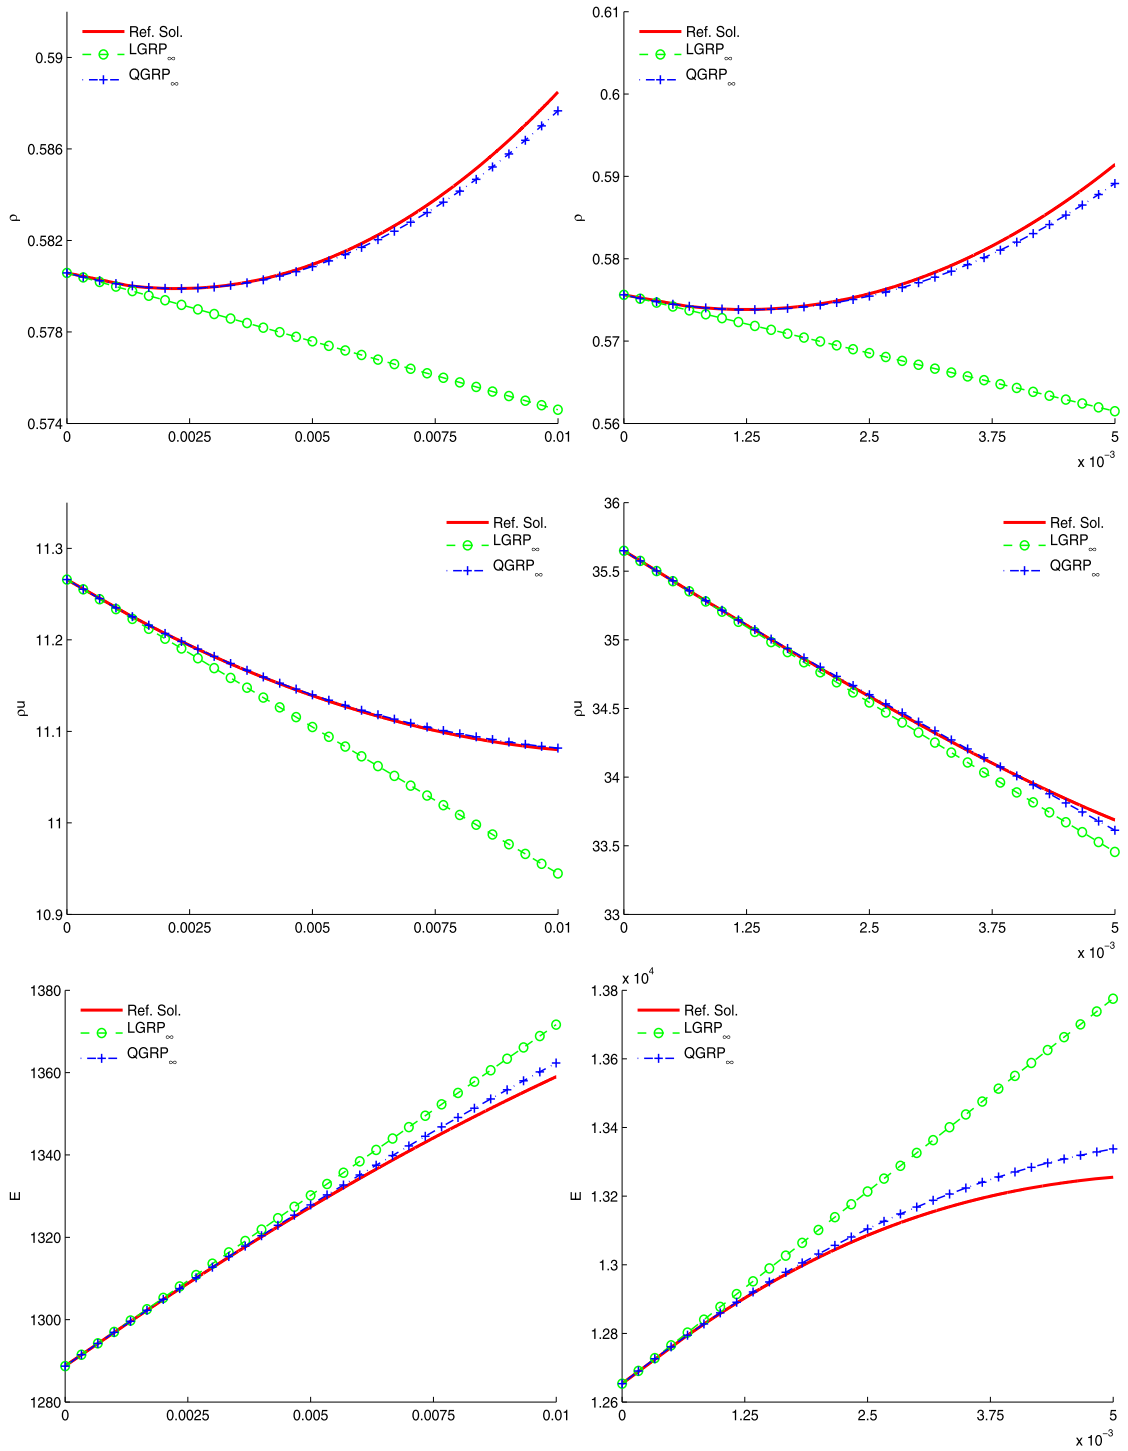 Ref. Sol.
LGRP∞
QGRP∞
0.59
0.586
0.582
0.578
0.574
ρ
0 0.0025 0.005 0.0075 0.01
Ref. Sol.
LGRP∞
QGRP∞
0.61
0.6
0.59
0.58
0.57
0.56
ρ
0 1.25 2.5 3.75 5
x 10⁻³
Ref. Sol.
LGRP∞
QGRP∞
11.3
11.2
11.1
11
10.9
ρu
0 0.0025 0.005 0.0075 0.01
Ref. Sol.
LGRP∞
QGRP∞
36
35.5
35
34.5
34
33.5
33
ρu
0 1.25 2.5 3.75 5
x 10⁻³
Ref. Sol.
LGRP∞
QGRP∞
1380
1360
1340
1320
1300
1280
E
0 0.0025 0.005 0.0075 0.01
x 10⁴
Ref. Sol.
LGRP∞
QGRP∞
1.38
1.36
1.34
1.32
1.3
1.28
1.26
E
0 1.25 2.5 3.75 5
x 10⁻³